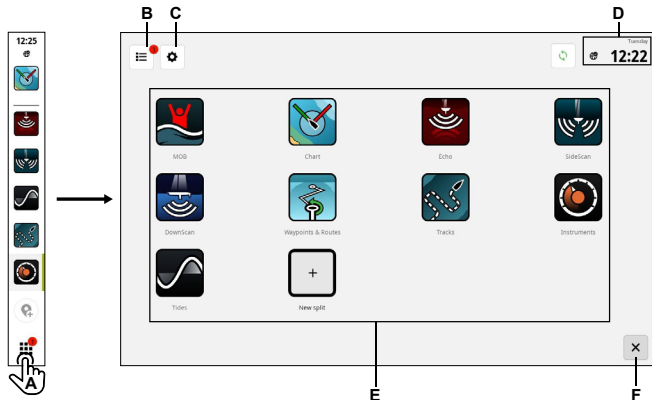 B
C
D
12:25
Tuesday
12:22
MOB
Chart
Echo
SideScan
DownScan
Waypoints & Routes
Tracks
Instruments
Tides
+
New split
A
E
F